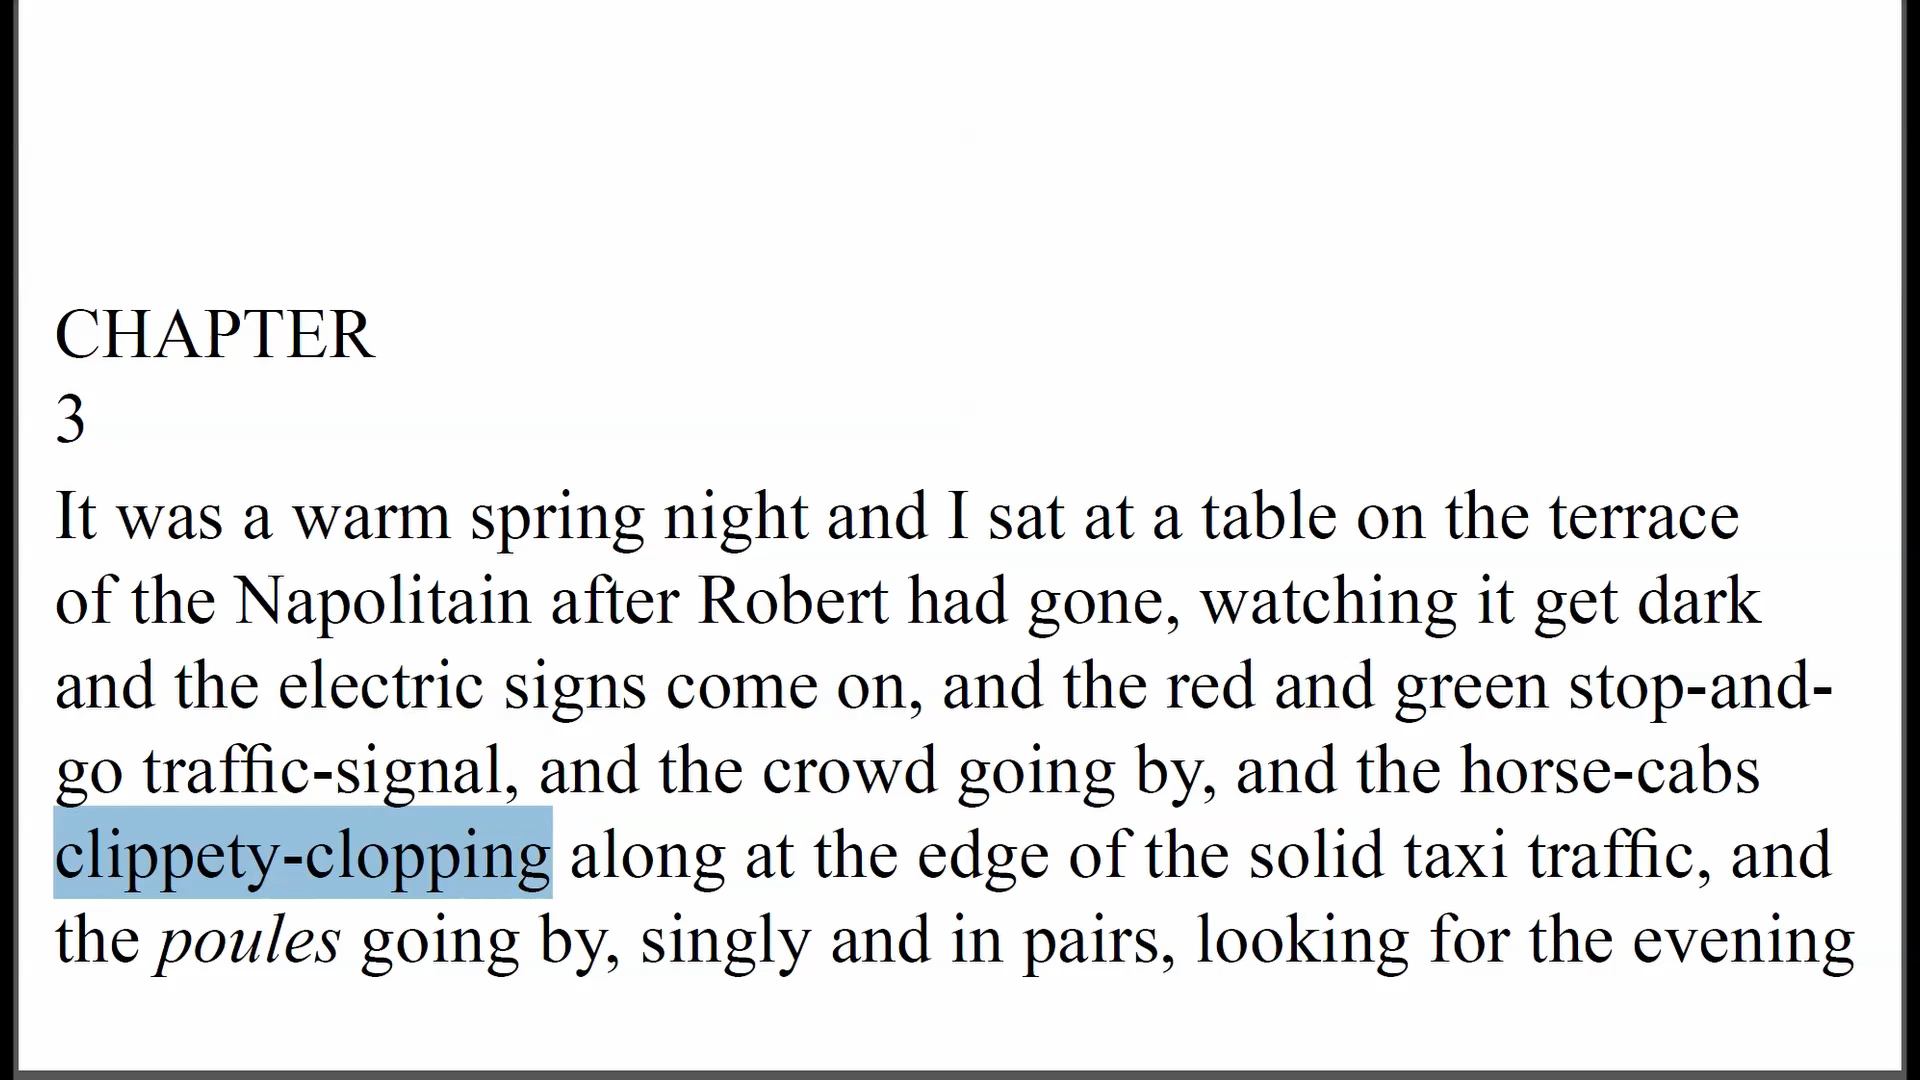 CHAPTER
3
It was a warm spring night and I sat at a table on the terrace
of the Napolitain after Robert had gone, watching it get dark
and the electric signs come on, and the red and green stop-and-
go traffic-signal, and the crowd going by, and the horse-cabs
clippety-clopping along at the edge of the solid taxi traffic, and
the poules going by, singly and in pairs, looking for the evening